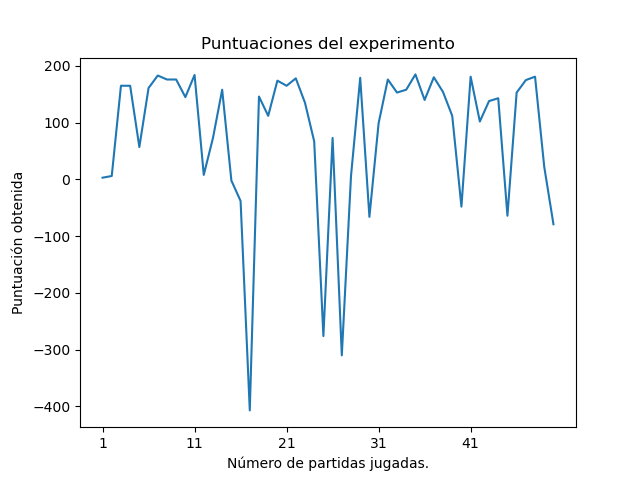 Puntuaciones del experimento
200
100
0
−100
−200
−300
−400
Puntuación obtenida
1 11 21 31 41
Número de partidas jugadas.